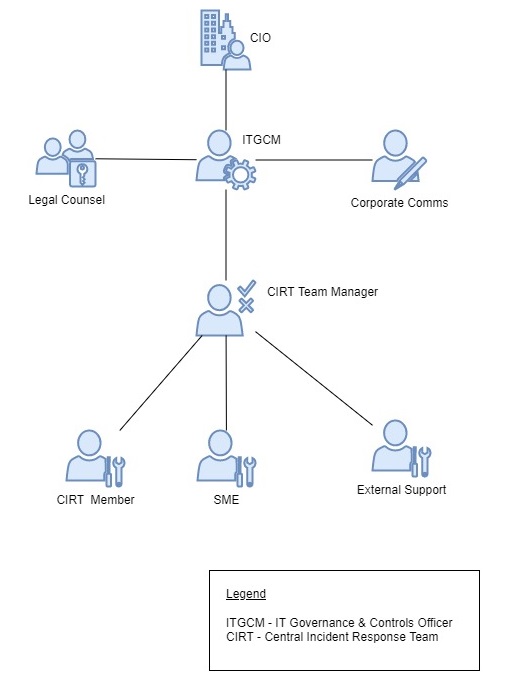 CIO
ITGCM
Legal Counsel
Corporate Comms
CIRT Team Manager
CIRT Member
SME
External Support
Legend
ITGCM - IT Governance & Controls Officer
CIRT - Central Incident Response Team